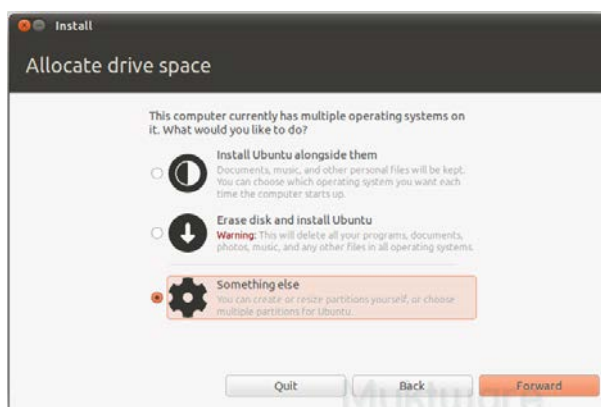 Install
Allocate drive space
This computer currently has multiple operating systems on
it. What would you like to do?
Install Ubuntu alongside them
Documents, music, and other personal files will be kept.
You can choose which operating system you want each
time the computer starts up.
Erase disk and install Ubuntu
Warning: This will delete all your programs, documents,
photos, music, and any other files in all operating systems.
Something else
You can create or resize partitions yourself, or choose
multiple partitions for Ubuntu.
Quit Back Forward
Muktware